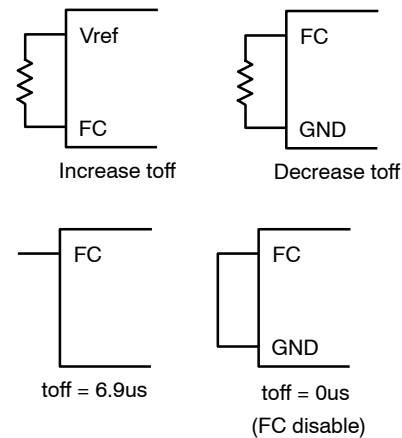 Vref
FC
Increase toff
FC
GND
Decrease toff
FC
toff = 6.9us
FC
GND
toff = 0us
(FC disable)